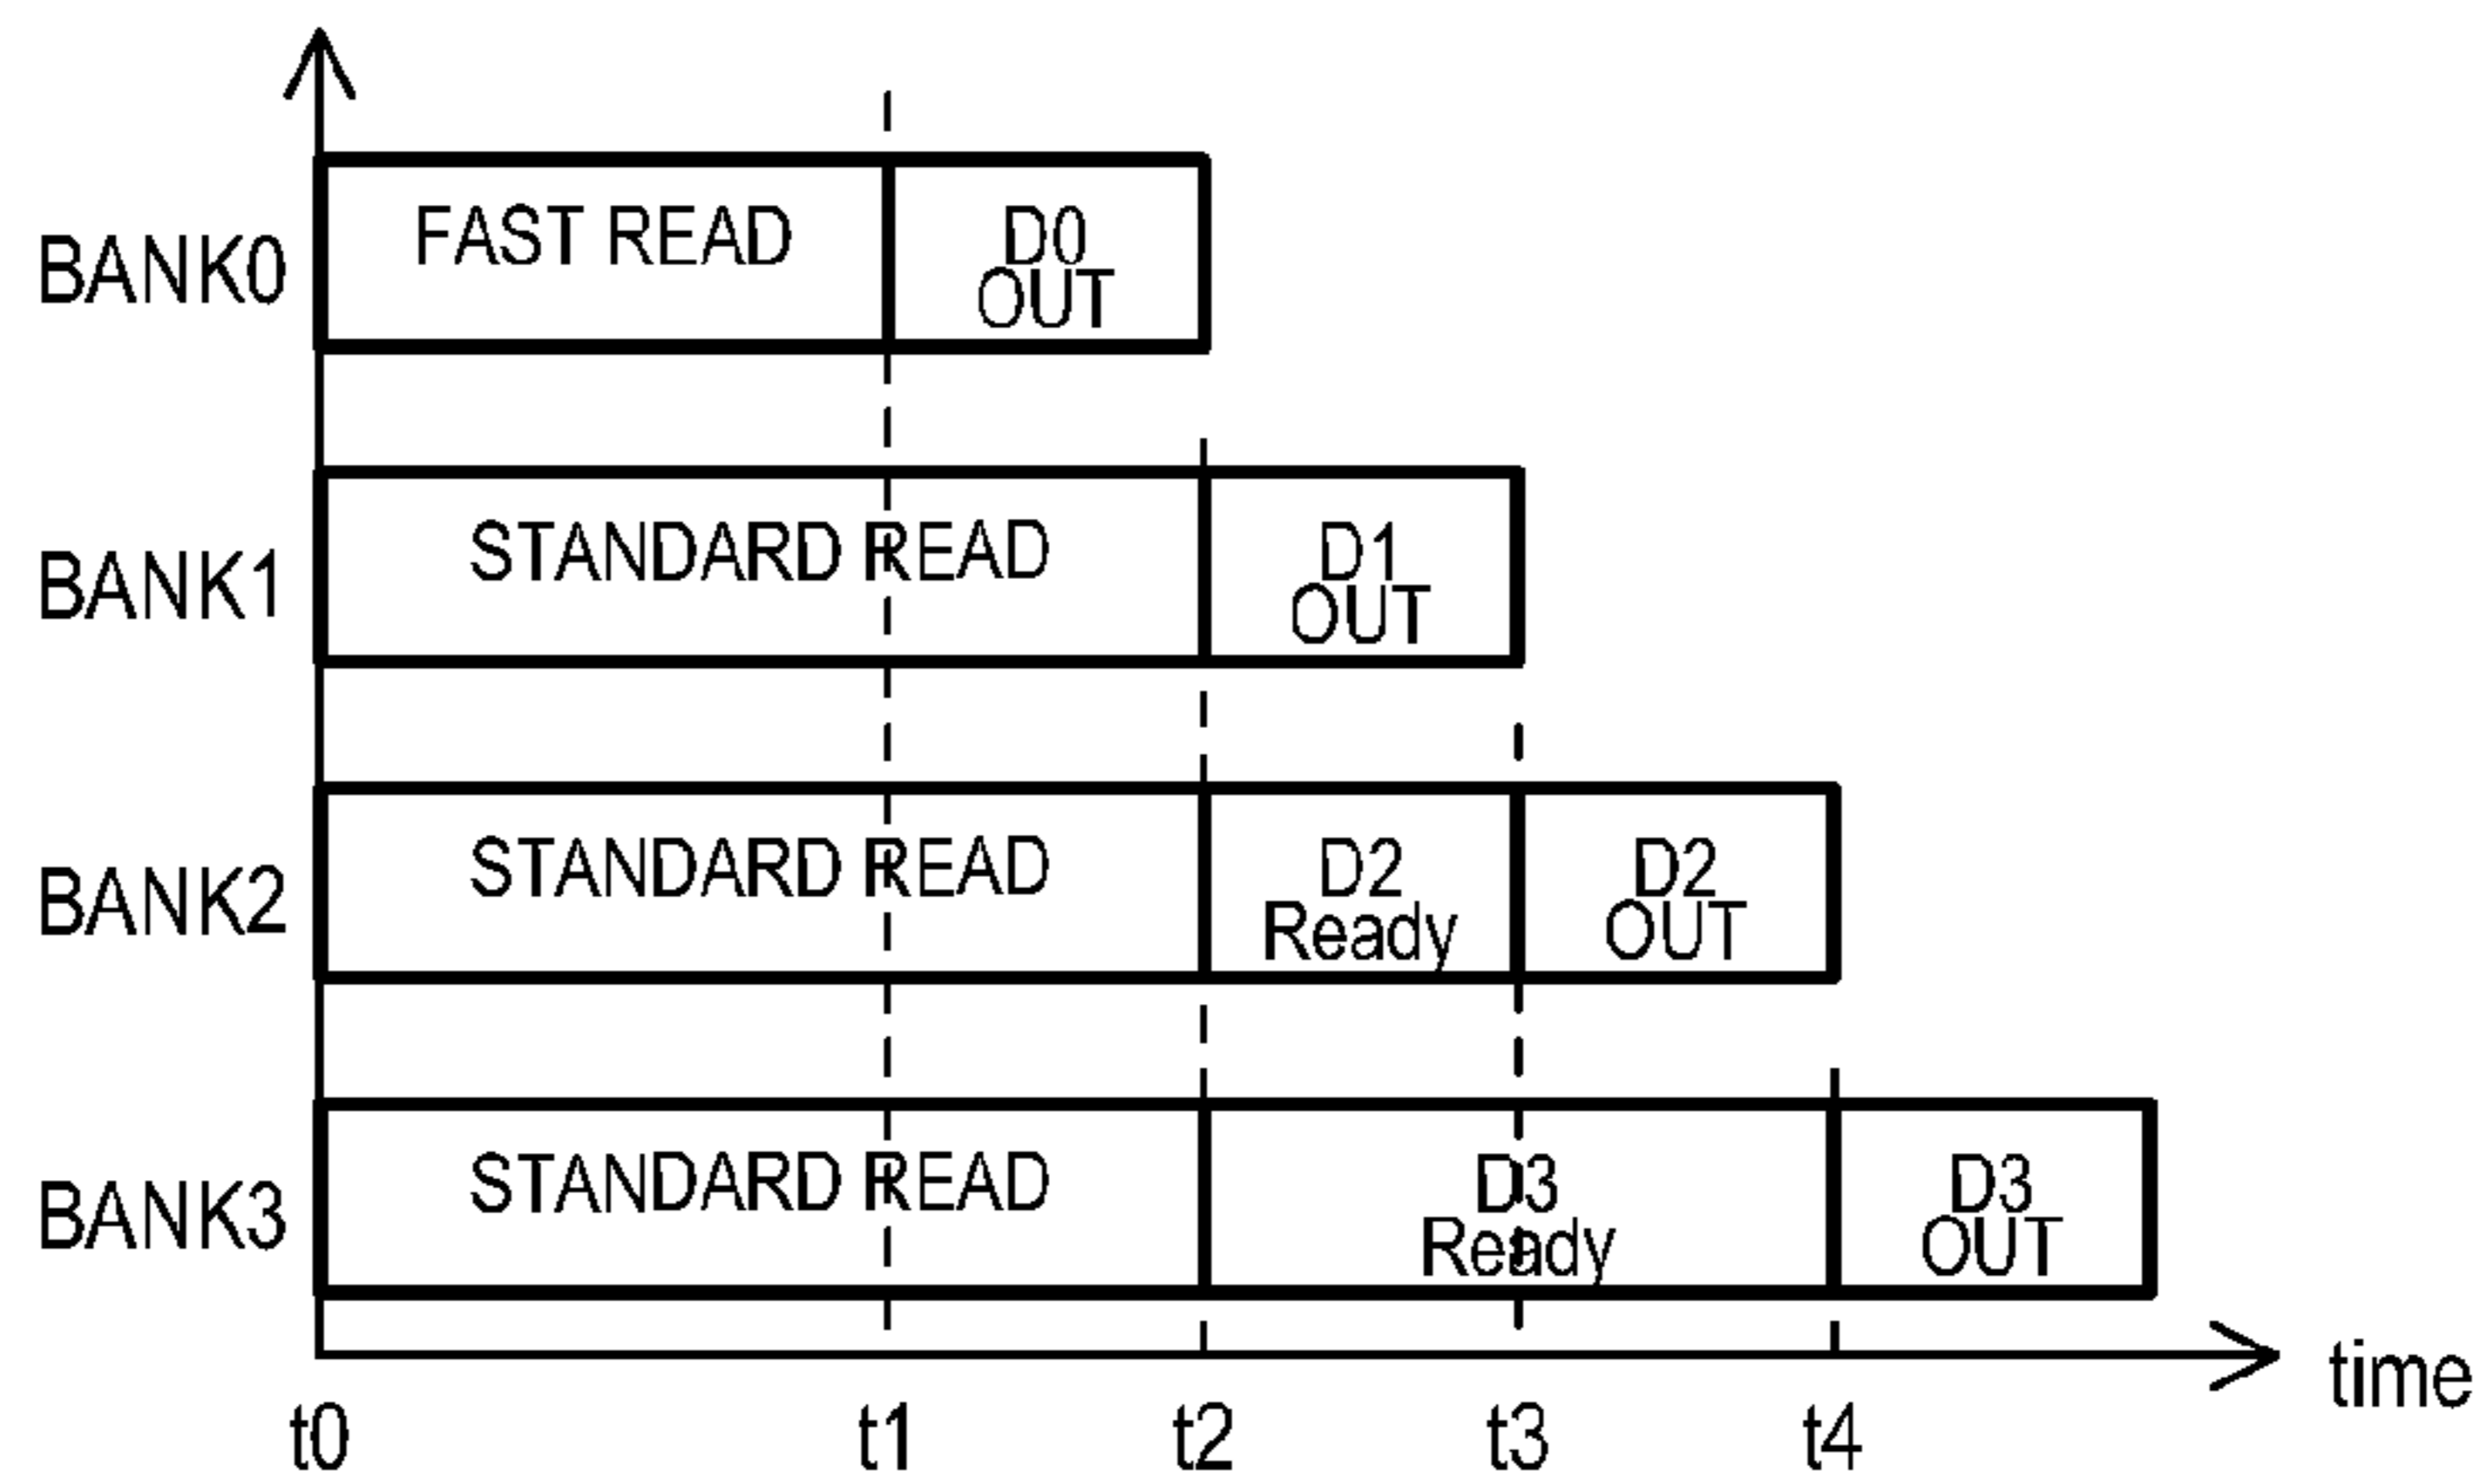 BANK0
FAST READ
D0
OUT
BANK1
STANDARD READ
D1
OUT
BANK2
STANDARD READ
D2
Ready
D2
OUT
BANK3
STANDARD READ
D3
Ready
D3
OUT
time
t0 t1 t2 t3 t4